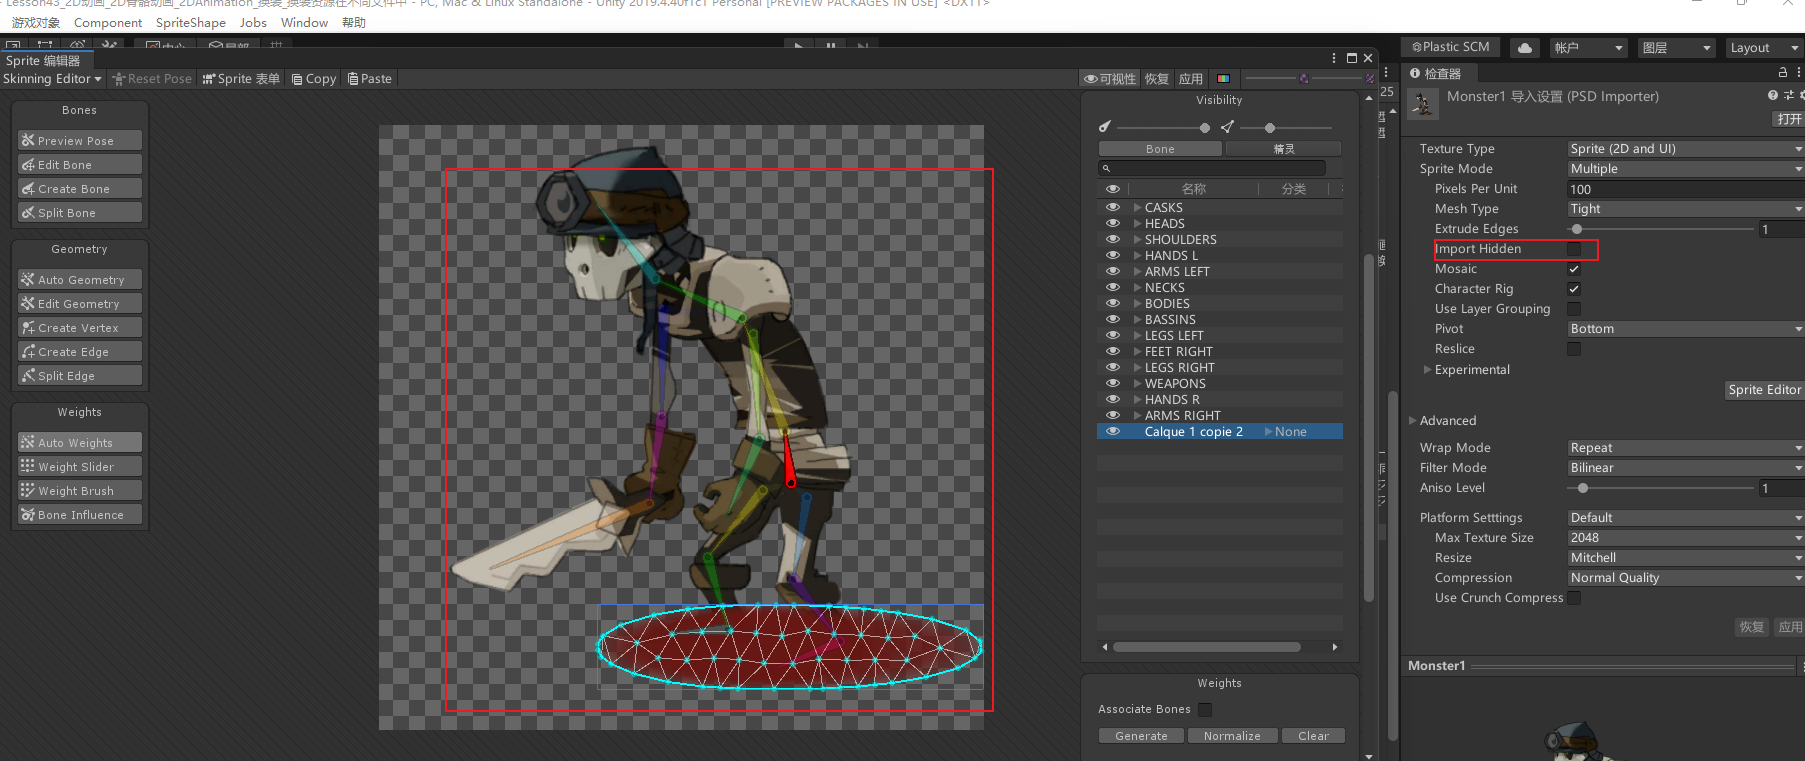 - Lesson43_2D动画_2D骨骼动画_2DAnimation_换装_换装资源在不同文件中 - PC, Mac & Linux Standalone - Unity 2019.4.40f1c1 Personal [PREVIEW PACKAGES IN USE] <DX11>
游戏对象 Component SpriteShape Jobs Window 帮助
中心 局部
Plastic SCM 帐户 图层 Layout
Sprite 编辑器
Skinning Editor Reset Pose Sprite 表单 Copy Paste 可视性 恢复 应用
25
检查器
Bones
Preview Pose
Edit Bone
Create Bone
Split Bone
Geometry
Auto Geometry
Edit Geometry
Create Vertex
Create Edge
Split Edge
Weights
Auto Weights
Weight Slider
Weight Brush
Bone Influence
Visibility
Bone 精灵
名称 分类
CASKS
HEADS
SHOULDERS
HANDS L
ARMS LEFT
NECKS
BODIES
BASSINS
LEGS LEFT
FEET RIGHT
LEGS RIGHT
WEAPONS
HANDS R
ARMS RIGHT
Calque 1 copie 2 None
Weights
Associate Bones
Generate Normalize Clear
Monster1 导入设置 (PSD Importer)
打开
Texture Type Sprite (2D and UI)
Sprite Mode Multiple
Pixels Per Unit 100
Mesh Type Tight
Extrude Edges 1
Import Hidden
Mosaic
Character Rig
Use Layer Grouping
Pivot Bottom
Reslice
Experimental
Sprite Editor
Advanced
Wrap Mode Repeat
Filter Mode Bilinear
Aniso Level 1
Platform Setttings Default
Max Texture Size 2048
Resize Mitchell
Compression Normal Quality
Use Crunch Compress
恢复 应用
Monster1